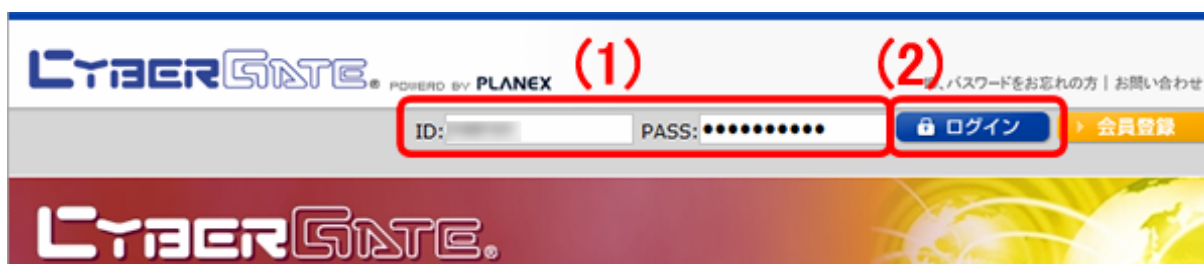 (1) (2)
CYBERGATE® POWERED BY PLANEX
、パスワードをお忘れの方 | お問い合わせ
ID: PASS: •••••••••• ログイン 会員登録
CYBERGATE®